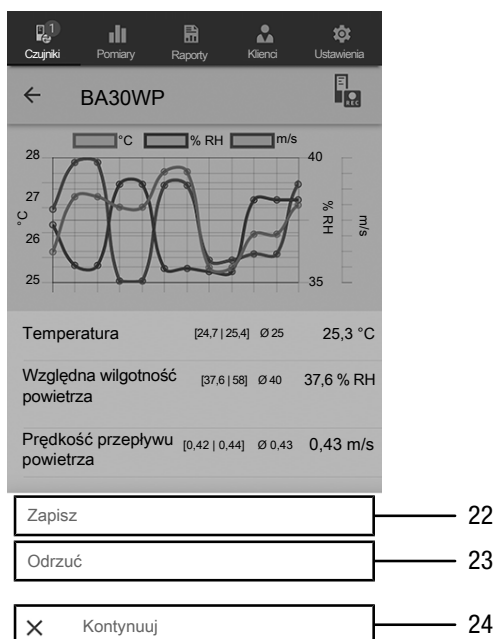 1
Czujniki Pomiary Raporty Klienci Ustawienia
BA30WP
REC
°C % RH m/s
28 40
27
°C % RH m/s
26
25 35
Temperatura [24,7 | 25,4] Ø 25 25,3 °C
Względna wilgotność [37,6 | 58] Ø 40 37,6 % RH
powietrza
Prędkość przepływu [0,42 | 0,44] Ø 0,43 0,43 m/s
powietrza
Zapisz 22
Odrzuć 23
Kontynuuj 24